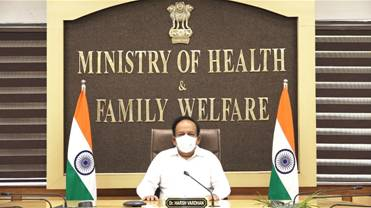 MINISTRY OF HEALTH
&
FAMILY WELFARE
Dr. HARSH VARDHAN